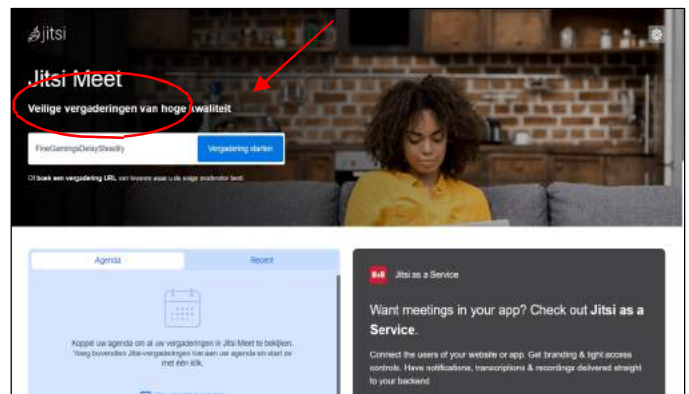 jitsi
Jitsi Meet
Veilige vergaderingen van hoge kwaliteit
Vergadering starten
Of boek een vergadering URL van tevoren waar u de enige moderator bent.
Agenda
Recent
Koppel uw agenda om al uw vergaderingen in Jitsi Meet te bekijken.
Voeg bovendien Jitsi-vergaderingen toe aan uw agenda en start ze
met één klik.
Jitsi as a Service
Want meetings in your app? Check out Jitsi as a
Service.
Connect the users of your website or app. Get branding & tight access
controls. Have notifications, transcriptions & recordings delivered straight
to your backend